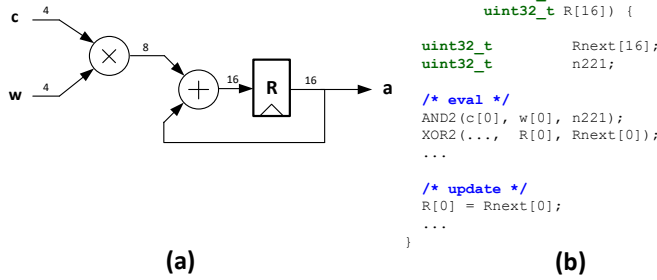 c
4
8
×
4
w
+
16
R
16
a
(a)
uint32_t R[16]) {
uint32_t Rnext[16];
uint32_t n221;
/* eval */
AND2(c[0], w[0], n221);
XOR2(..., R[0], Rnext[0]);
...
/* update */
R[0] = Rnext[0];
...
}
(b)